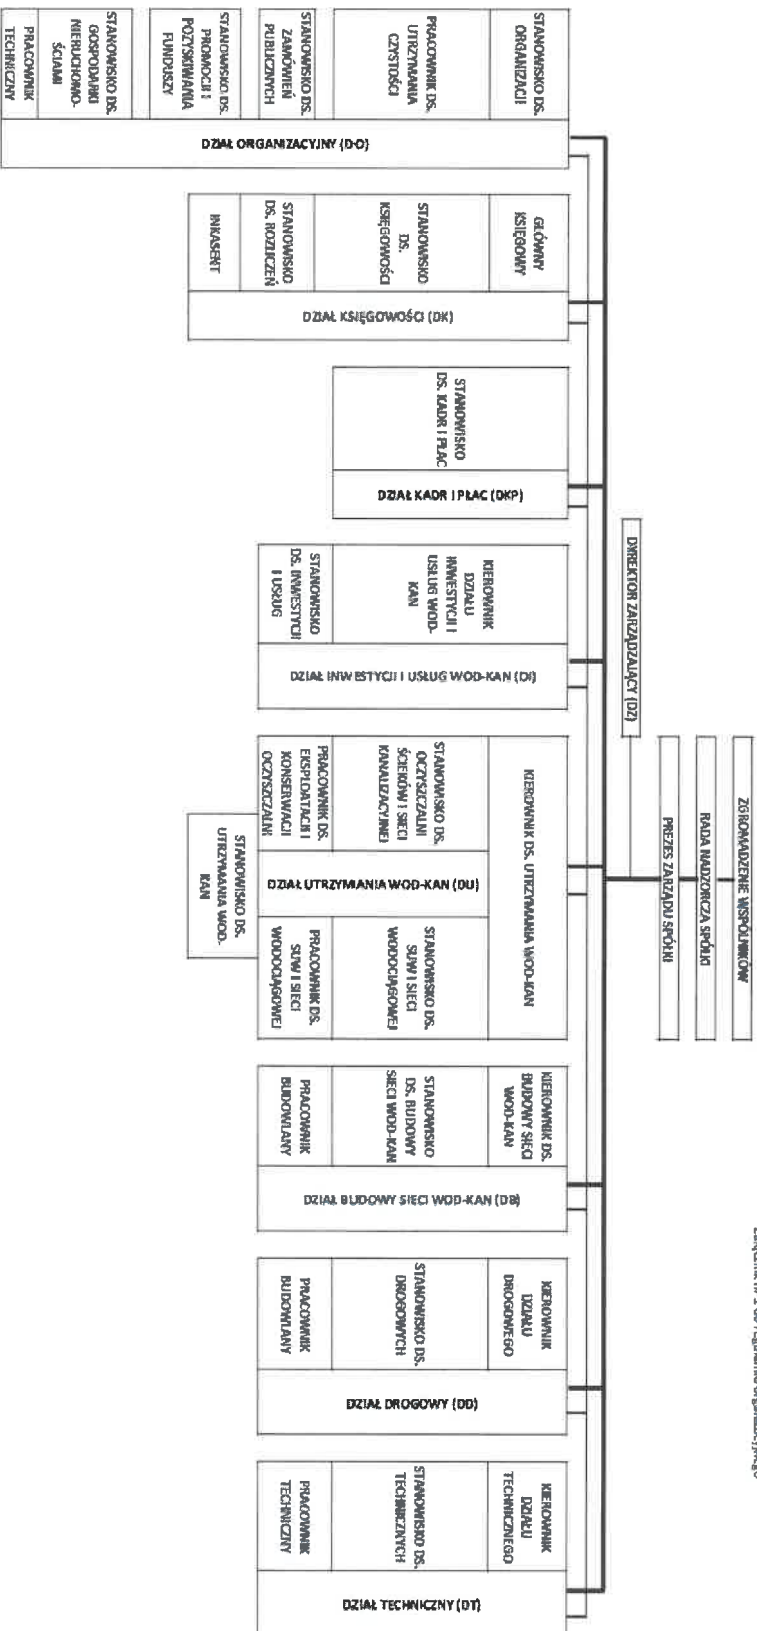 ZGROMADZENIE WSPÓLNIKÓW
RADA NADZORCZA SPÓŁKI
PREZES ZARZĄDU SPÓŁKI
DYREKTOR ZARZĄDZAJĄCY (DZ)
DZIAŁ ORGANIZACYJNY (DO)
STANOWISKO DS.
ORGANIZACJI
PRACOWNIK DS.
UTRZYMANIA
CZYSTOŚCI
STANOWISKO DS.
ZAMÓWIEŃ
PUBLICZNYCH
STANOWISKO DS.
PROMOCJI I
POZYSKIWANIA
FUNDUSZY
STANOWISKO DS.
GOSPODARKI
NIERUCHOMO-
ŚCIAMI
PRACOWNIK
TECHNICZNY
DZIAŁ KSIĘGOWOŚCI (DK)
GŁÓWNY
KSIĘGOWY
STANOWISKO
DS.
KSIĘGOWOŚCI
STANOWISKO
DS. ROZLICZEŃ
INKASENT
DZIAŁ KADR I PŁAC (DKP)
STANOWISKO
DS. KADR I PŁAC
DZIAŁ INWESTYCJI I USŁUG WOD-KAN (DI)
KIEROWNIK
DZIAŁU
INWESTYCJI I
USŁUG WOD-
KAN
STANOWISKO
DS. INWESTYCJI
I USŁUG
KIEROWNIK DS. UTRZYMANIA WOD-KAN
DZIAŁ UTRZYMANIA WOD-KAN (DU)
STANOWISKO DS.
OCZYSZCZALNI
ŚCIEKÓW I SIECI
KANALIZACYJNEJ
PRACOWNIK DS.
EKSPLOATACJI I
KONSERWACJI
OCZYSZCZALNI
STANOWISKO DS.
SUW I SIECI
WODOCIĄGOWEJ
PRACOWNIK DS.
SUW I SIECI
WODOCIĄGOWEJ
STANOWISKO DS.
UTRZYMANIA WOD-
KAN
DZIAŁ BUDOWY SIECI WOD-KAN (DB)
KIEROWNIK DS.
BUDOWY SIECI
WOD-KAN
STANOWISKO
DS. BUDOWY
SIECI WOD-KAN
PRACOWNIK
BUDOWLANY
DZIAŁ DROGOWY (DD)
KIEROWNIK
DZIAŁU
DROGOWEGO
STANOWISKO DS.
DROGOWYCH
PRACOWNIK
BUDOWLANY
DZIAŁ TECHNICZNY (DT)
KIEROWNIK
DZIAŁU
TECHNICZNEGO
STANOWISKO DS.
TECHNICZNYCH
PRACOWNIK
TECHNICZNY